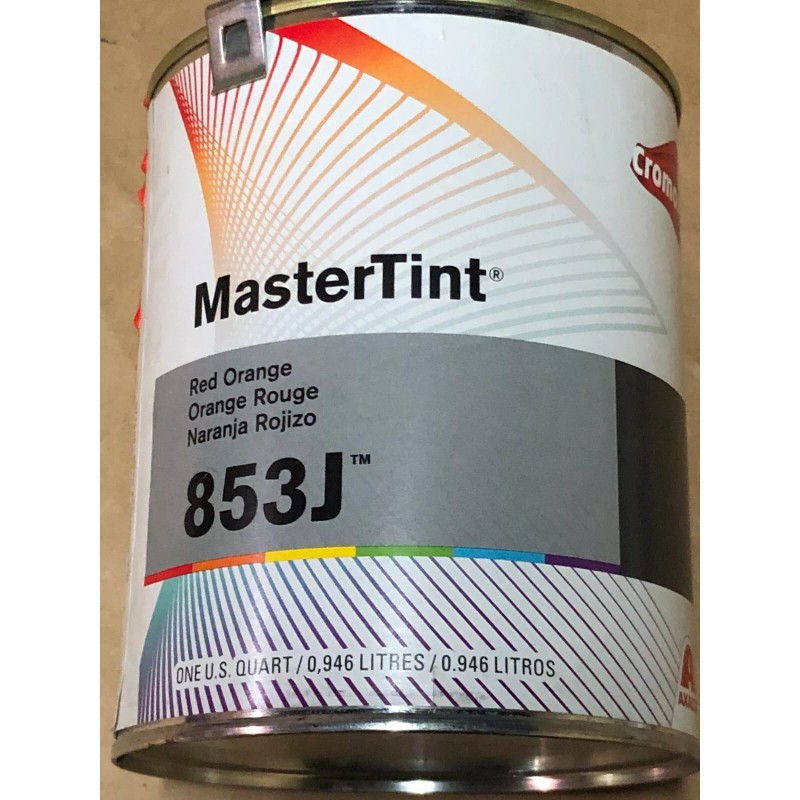 MasterTint®
Red Orange
Orange Rouge
Naranja Rojizo
853J™
ONE U.S. QUART / 0,946 LITRES / 0.946 LITROS